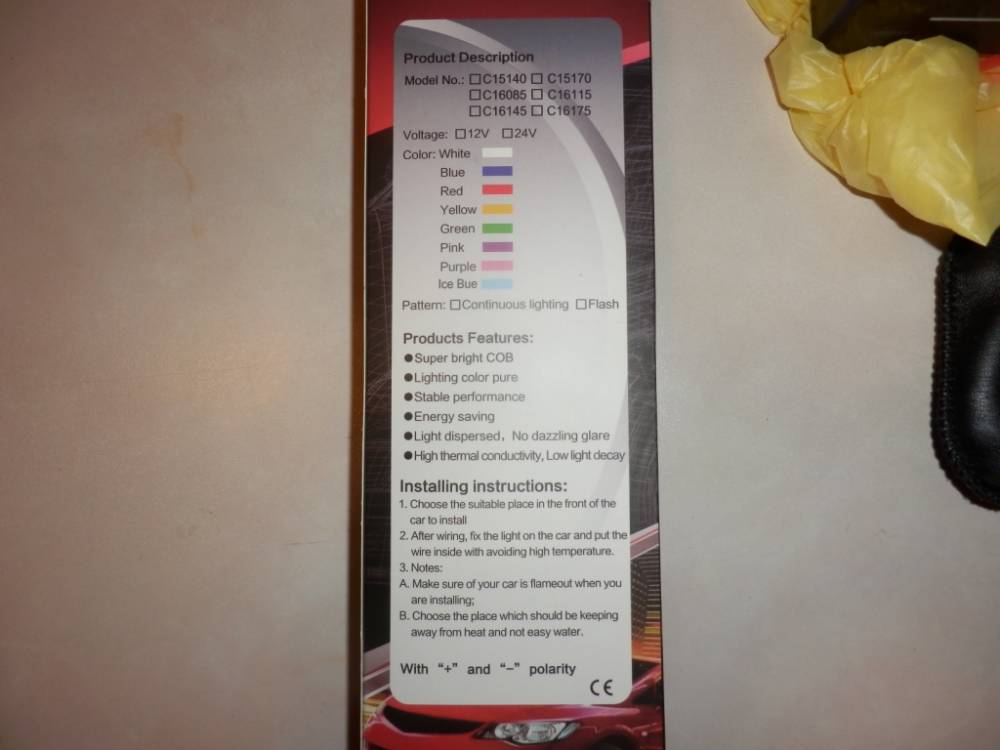 Product Description
Model No.: □C15140 □ C15170
□C16085 □ C16115
□C16145 □ C16175
Voltage: □12V □24V
Color: White
Blue
Red
Yellow
Green
Pink
Purple
Ice Bue
Pattern: □Continuous lighting □Flash
Products Features:
●Super bright COB
●Lighting color pure
●Stable performance
●Energy saving
●Light dispersed, No dazzling glare
●High thermal conductivity, Low light decay
Installing instructions:
1. Choose the suitable place in the front of the
car to install
2. After wiring, fix the light on the car and put the
wire inside with avoiding high temperature.
3. Notes:
A. Make sure of your car is flameout when you
are installing;
B. Choose the place which should be keeping
away from heat and not easy water.
With “+” and “–” polarity
CE